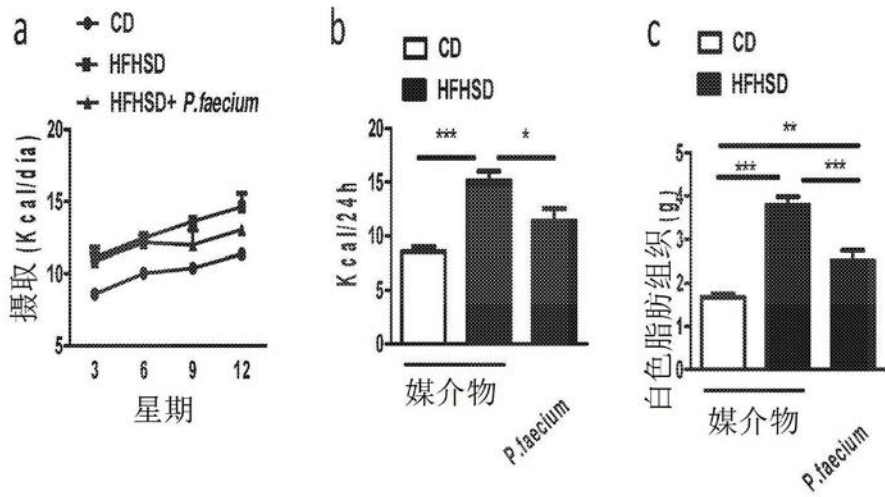 a
CD
HFHSD
HFHSD+ P.faecium
摄取 (Kcal/día)
20
15
10
5
3 6 9 12
星期
b
CD
HFHSD
Kcal/24h
20
15
10
5
0
*** *
媒介物
P.faecium
c
CD
HFHSD
白色脂肪组织 (g)
5
4
3
2
1
0
**
*** ***
媒介物
P.faecium